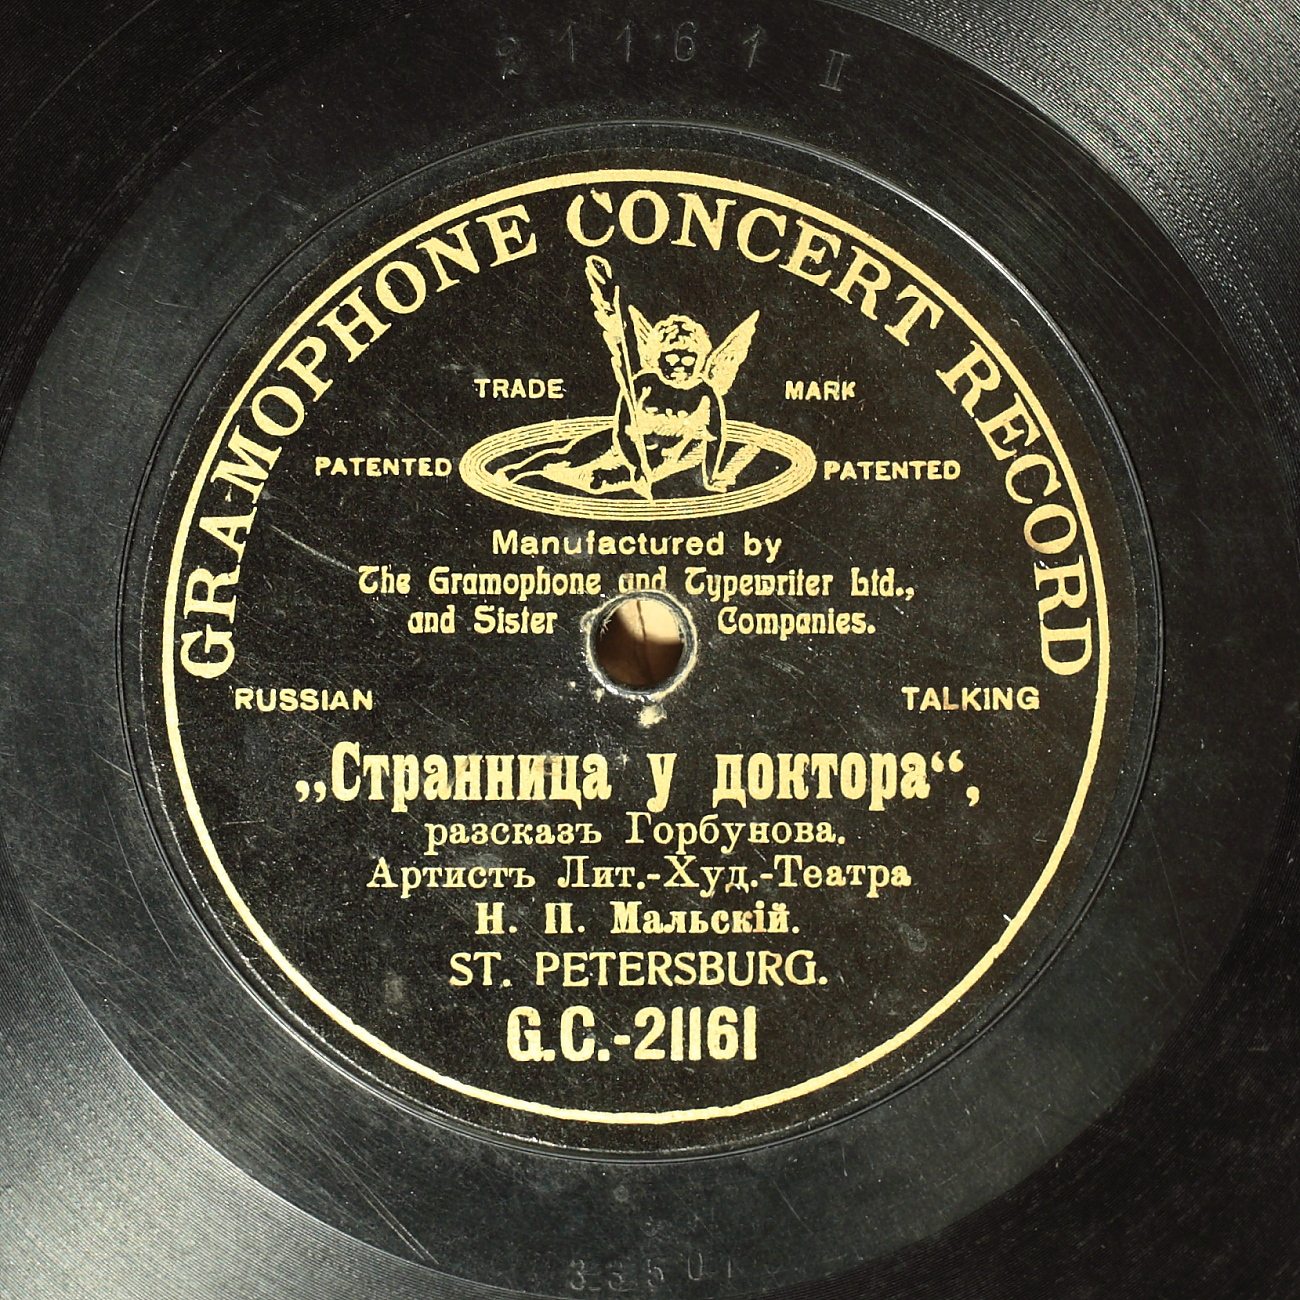 21161 II
GRAMOPHONE CONCERT RECORD
TRADE MARK
PATENTED PATENTED
Manufactured by
The Gramophone and Typewriter Ltd.,
and Sister Companies.
RUSSIAN TALKING
„Странница у доктора“,
разсказъ Горбунова.
Артистъ Лит.-Худ.-Театра
Н. П. Мальскій.
ST. PETERSBURG.
G.C.-21161